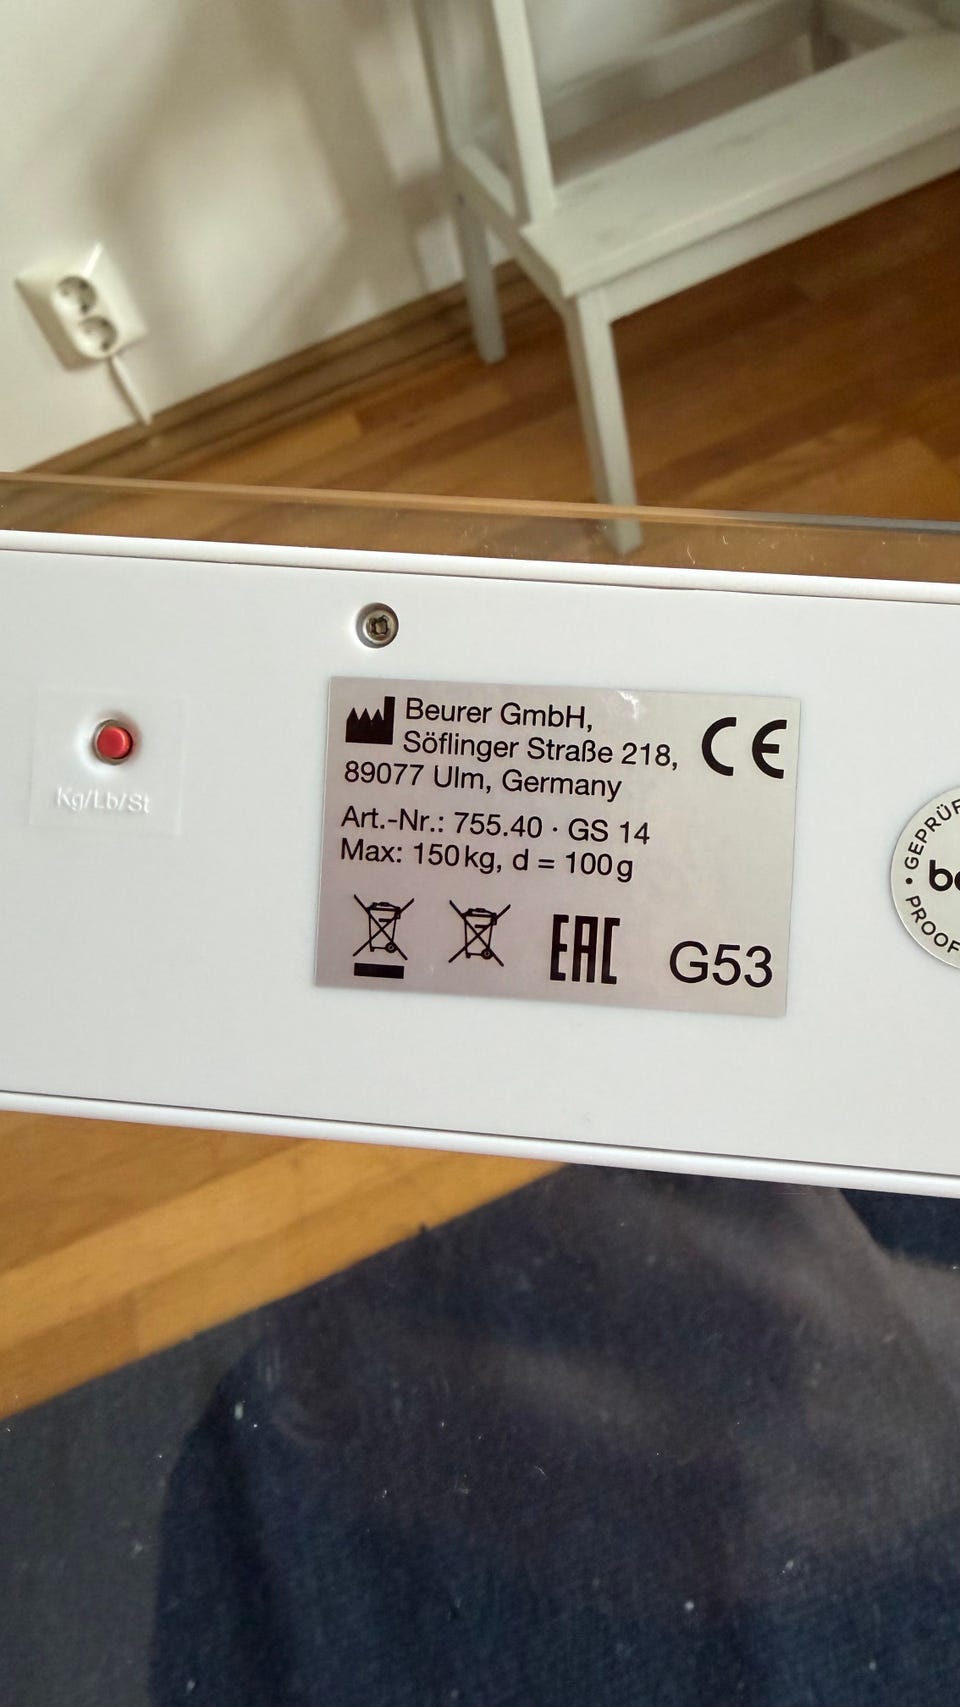 Kg/Lb/St
Beurer GmbH,
Söflinger Straße 218,
89077 Ulm, Germany
CE
Art.-Nr.: 755.40 · GS 14
Max: 150 kg, d = 100 g
EAC
G53